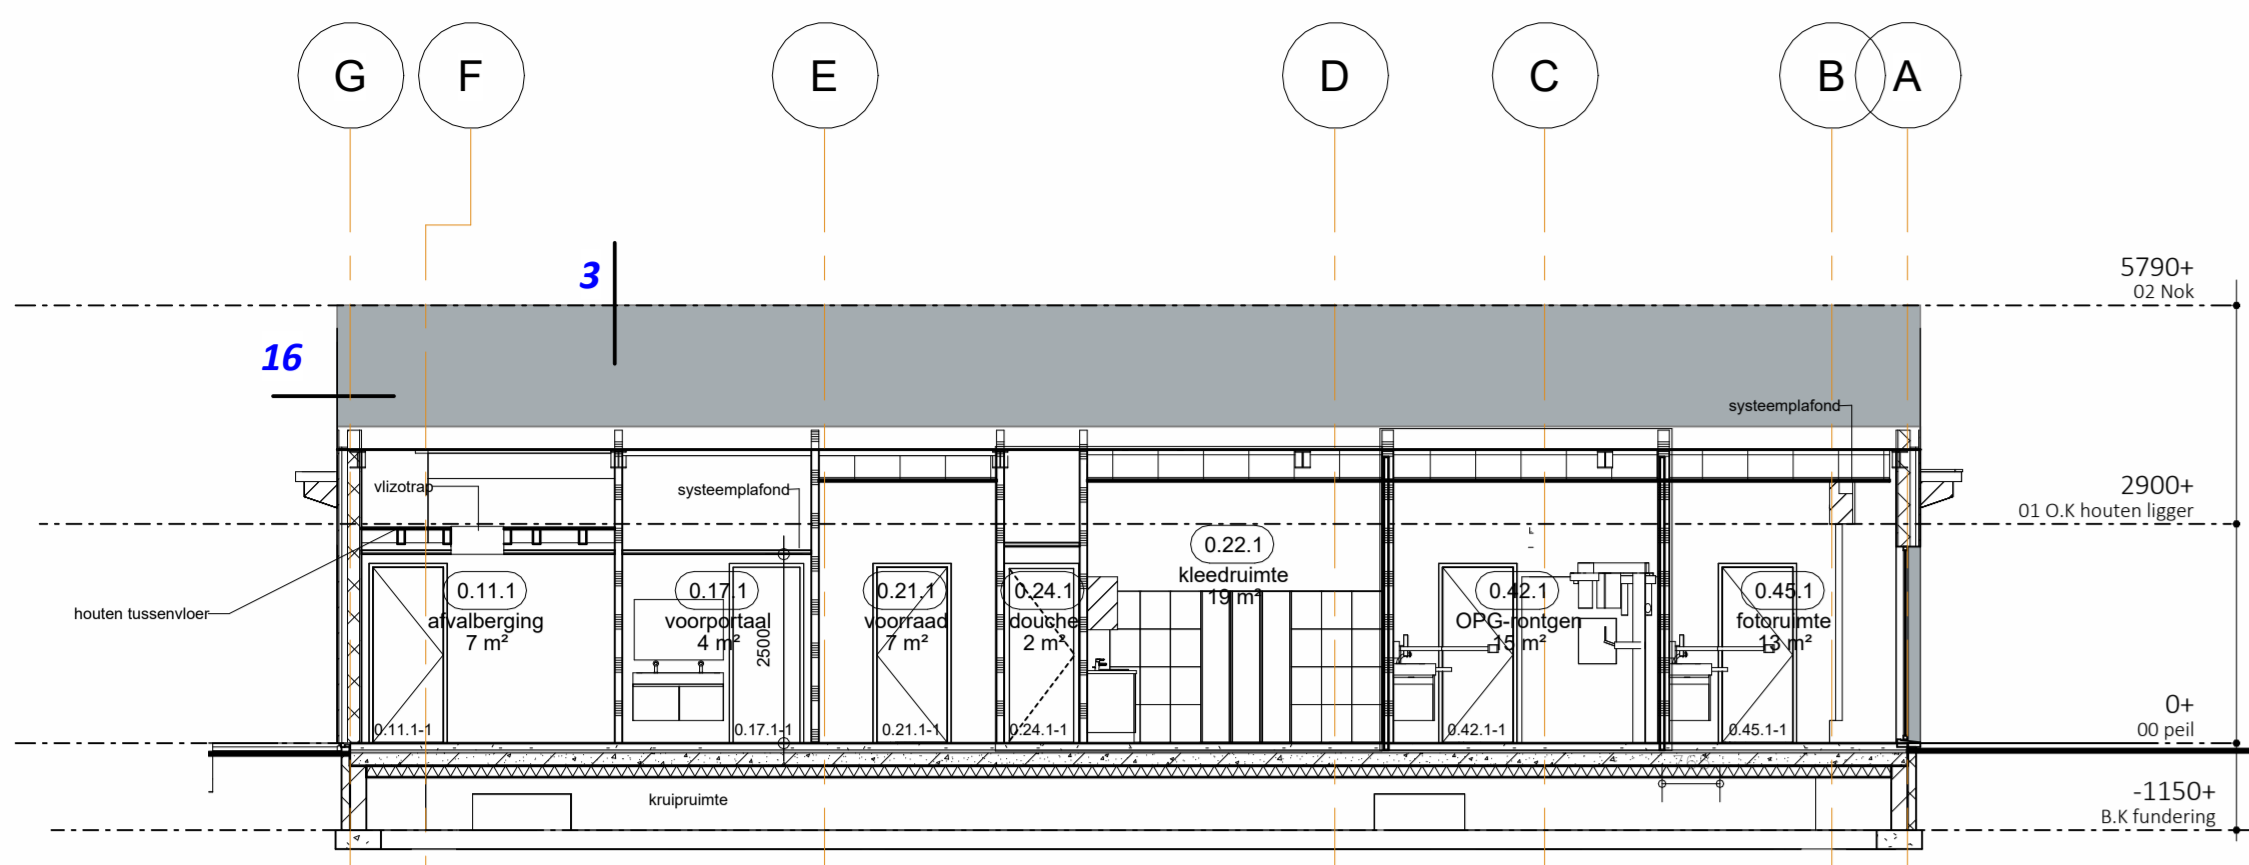 G F E D C B A
3
5790+
02 Nok
16
systeemplafond
vlizotrap
systeemplafond
2900+
01 O.K houten ligger
0.22.1
kleedruimte
19 m²
houten tussenvloer
0.11.1
afvalberging
7 m²
0.17.1
voorportaal
4 m²
2500
0.21.1
voorraad
7 m²
0.24.1
douche
2 m²
0.42.1
OPG-rontgen
15 m²
0.45.1
fotoruimte
13 m²
0.11.1-1
0.17.1-1
0.21.1-1
0.24.1-1
0.42.1-1
0.45.1-1
0+
00 peil
kruipruimte
-1150+
B.K fundering